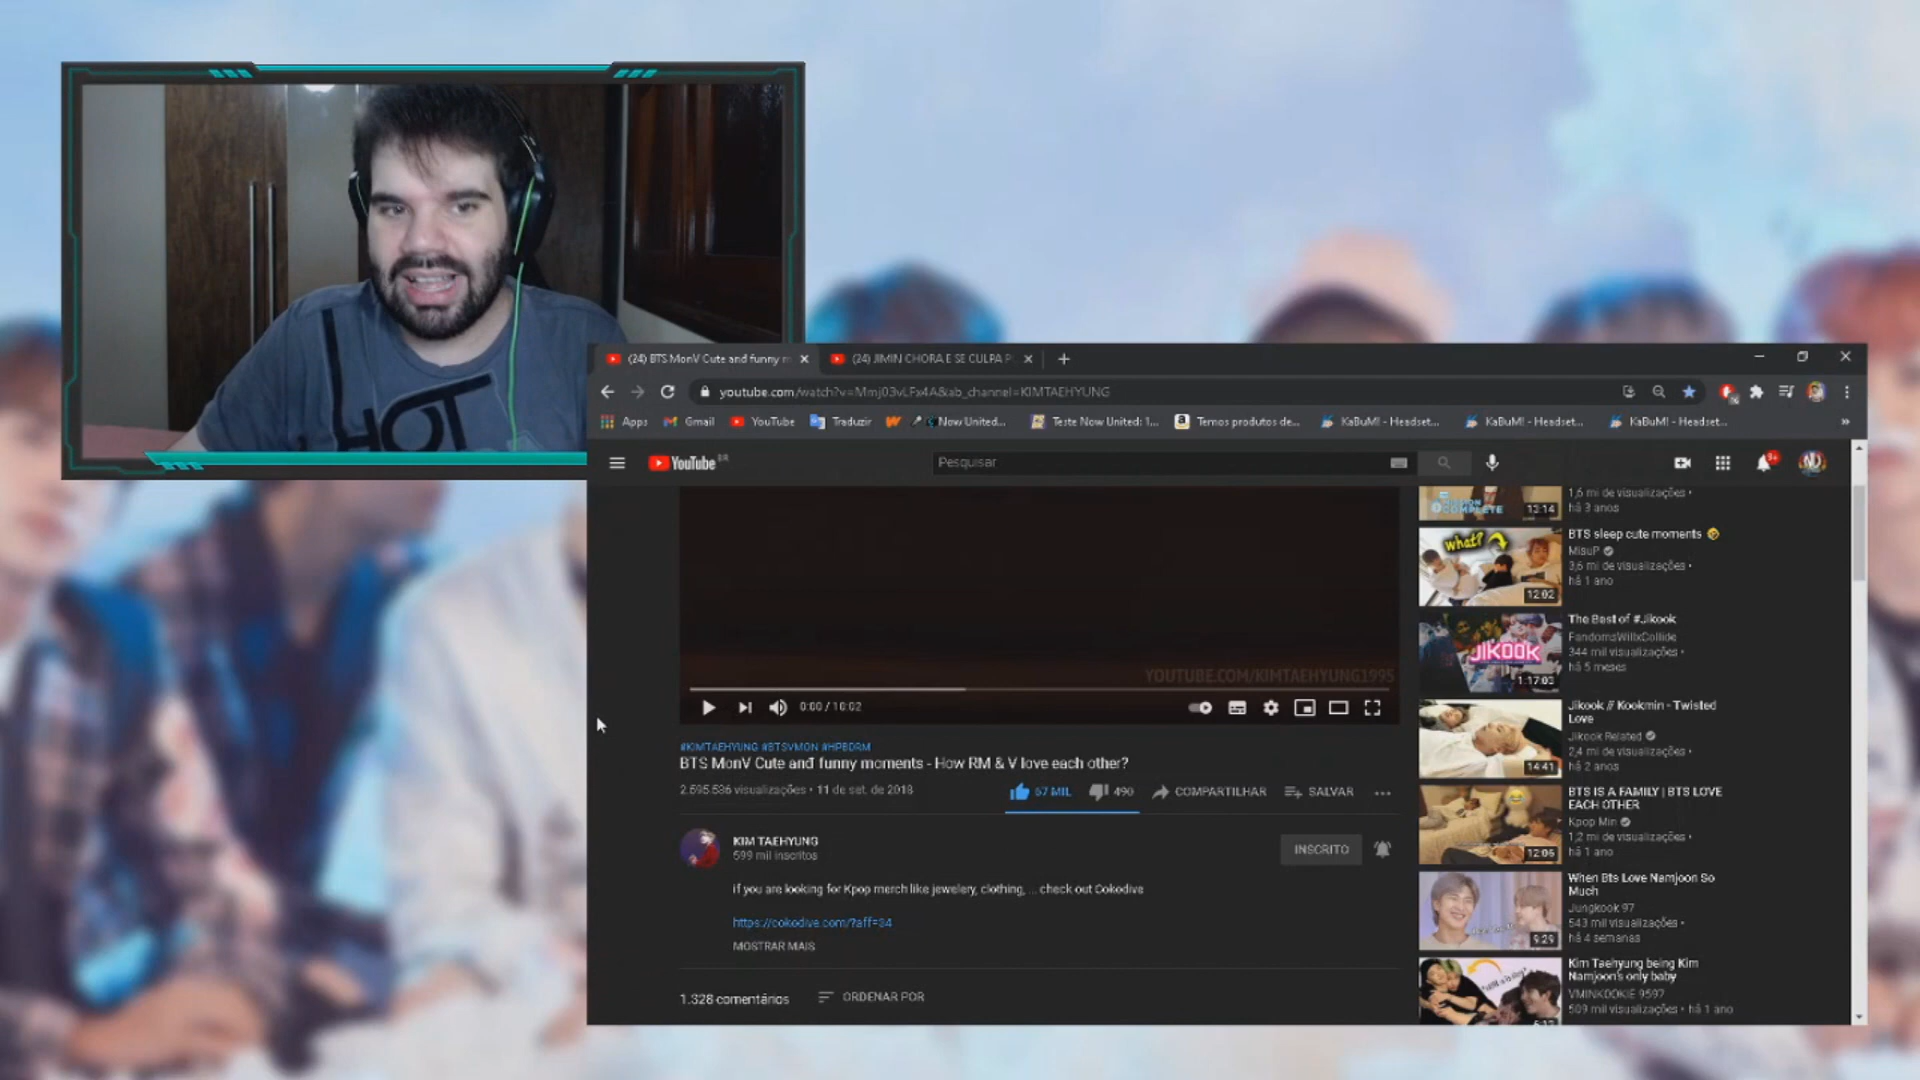 HOT
(24) BTS MonV Cute and funny m
(24) JIMIN CHORA E SE CULPA P
youtube.com/watch?v=Mmj03vLFx4A&ab_channel=KIMTAEHYUNG
Apps
Gmail
YouTube
Traduzir
Now United...
Teste Now United: 1...
Temos produtos de...
KaBuM! - Headset...
KaBuM! - Headset...
KaBuM! - Headset...
YouTube BR
Pesquisar
9+
YOUTUBE.COM/KIMTAEHYUNG1995
0:00 / 10:02
#KIMTAEHYUNG #BTSVMON #HPBDRM
BTS MonV Cute and funny moments - How RM & V love each other?
2.595.536 visualizações • 11 de set. de 2018
67 MIL
490
COMPARTILHAR
SALVAR
KIM TAEHYUNG
599 mil inscritos
INSCRITO
if you are looking for Kpop merch like jewelery, clothing, ... check out Cokodive
https://cokodive.com/?aff=34
MOSTRAR MAIS
1.328 comentários
ORDENAR POR
COMPLETE
13:14
1,6 mi de visualizações •
há 3 anos
what?
12:02
BTS sleep cute moments
MisuP
3,6 mi de visualizações •
há 1 ano
JIKOOK
1:17:03
The Best of #Jikook
FandomsWillxCollide
344 mil visualizações •
há 5 meses
14:41
Jikook // Kookmin - Twisted
Love
Jikook Related
2,4 mi de visualizações •
há 2 anos
12:06
BTS IS A FAMILY | BTS LOVE
EACH OTHER
Kpop Min
1,2 mi de visualizações •
há 1 ano
9:29
When Bts Love Namjoon So
Much
Jungkook 97
543 mil visualizações •
há 4 semanas
Kim Taehyung being Kim
Namjoon's only baby
VMINKOOKIE 9597
509 mil visualizações • há 1 ano